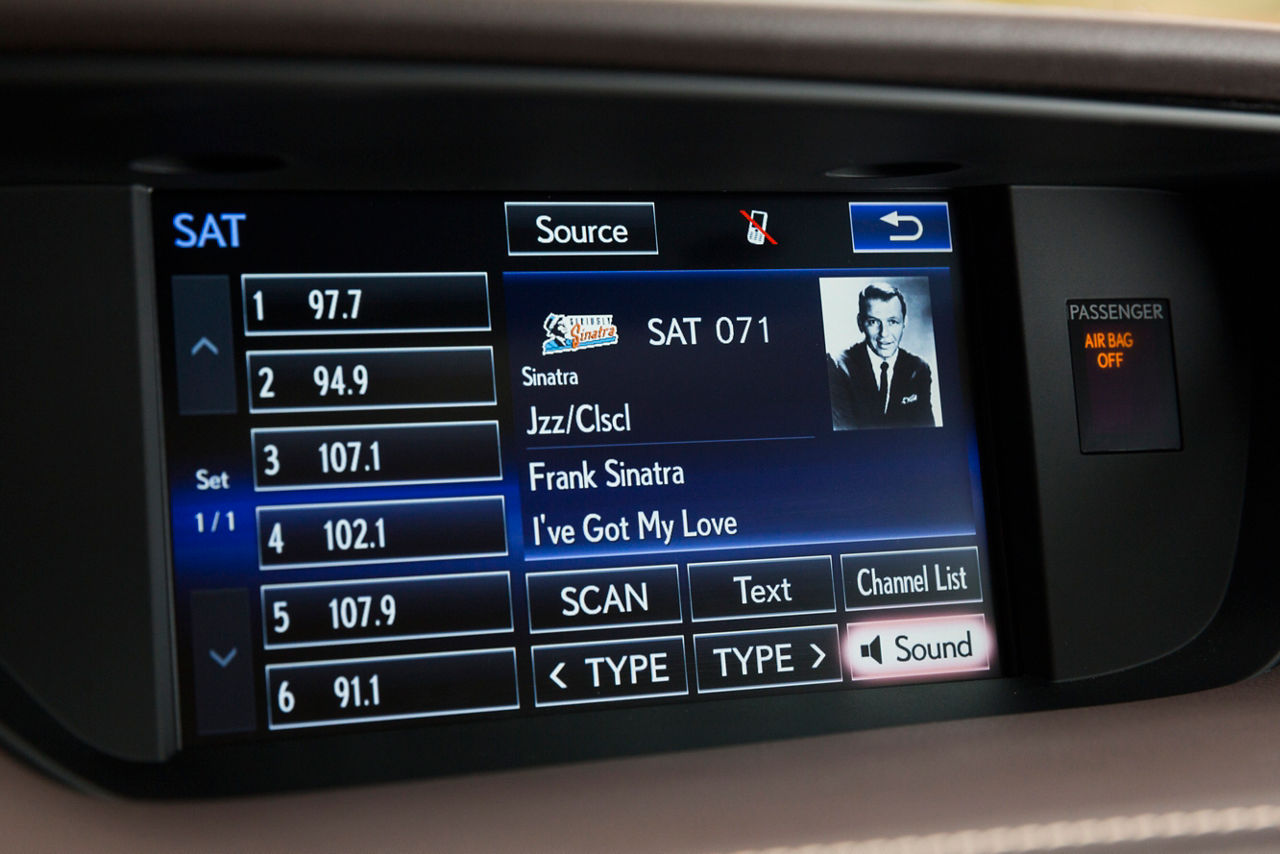 SAT
Source
1 97.7
2 94.9
3 107.1
4 102.1
5 107.9
6 91.1
Set
1/1
SIRIUSLY
Sinatra
SAT 071
Sinatra
Jzz/Clscl
Frank Sinatra
I've Got My Love
SCAN
Text
Channel List
< TYPE
TYPE >
Sound
PASSENGER
AIR BAG
OFF